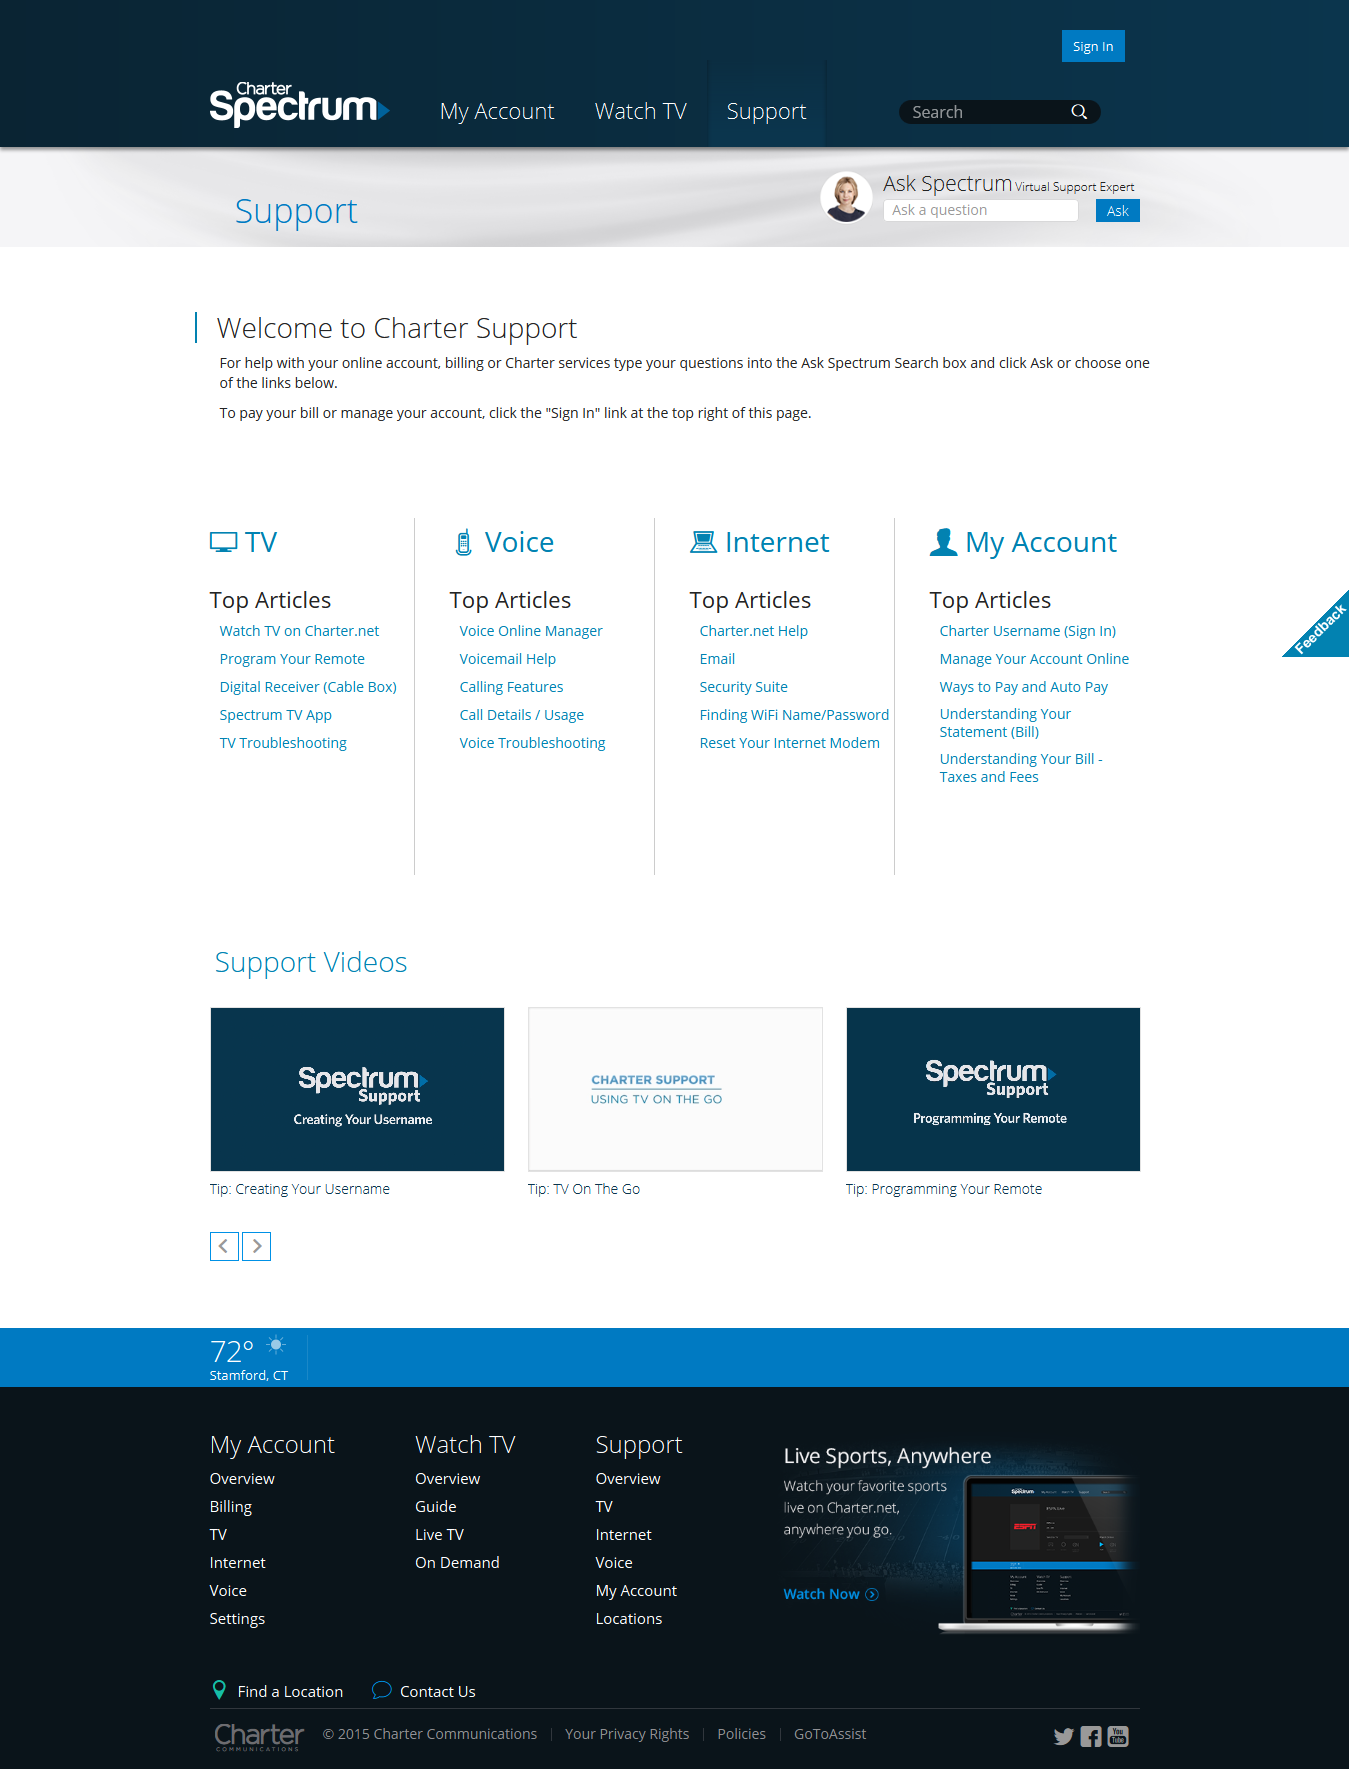 Sign In
Charter
Spectrum
My Account
Watch TV
Support
Search
Support
Ask Spectrum Virtual Support Expert
Ask a question
Ask
Welcome to Charter Support
For help with your online account, billing or Charter services type your questions into the Ask Spectrum Search box and click Ask or choose one
of the links below.
To pay your bill or manage your account, click the "Sign In" link at the top right of this page.
TV
Top Articles
Watch TV on Charter.net
Program Your Remote
Digital Receiver (Cable Box)
Spectrum TV App
TV Troubleshooting
Voice
Top Articles
Voice Online Manager
Voicemail Help
Calling Features
Call Details / Usage
Voice Troubleshooting
Internet
Top Articles
Charter.net Help
Email
Security Suite
Finding WiFi Name/Password
Reset Your Internet Modem
My Account
Top Articles
Charter Username (Sign In)
Manage Your Account Online
Ways to Pay and Auto Pay
Understanding Your
Statement (Bill)
Understanding Your Bill -
Taxes and Fees
Feedback
Support Videos
Spectrum
Support
Creating Your Username
Tip: Creating Your Username
CHARTER SUPPORT
USING TV ON THE GO
Tip: TV On The Go
Spectrum
Support
Programming Your Remote
Tip: Programming Your Remote
72°
Stamford, CT
My Account
Overview
Billing
TV
Internet
Voice
Settings
Watch TV
Overview
Guide
Live TV
On Demand
Support
Overview
TV
Internet
Voice
My Account
Locations
Live Sports, Anywhere
Watch your favorite sports
live on Charter.net,
anywhere you go.
Watch Now
Spectrum
ESPN
Find a Location
Contact Us
Charter
COMMUNICATIONS
© 2015 Charter Communications
Your Privacy Rights
Policies
GoToAssist
You
Tube